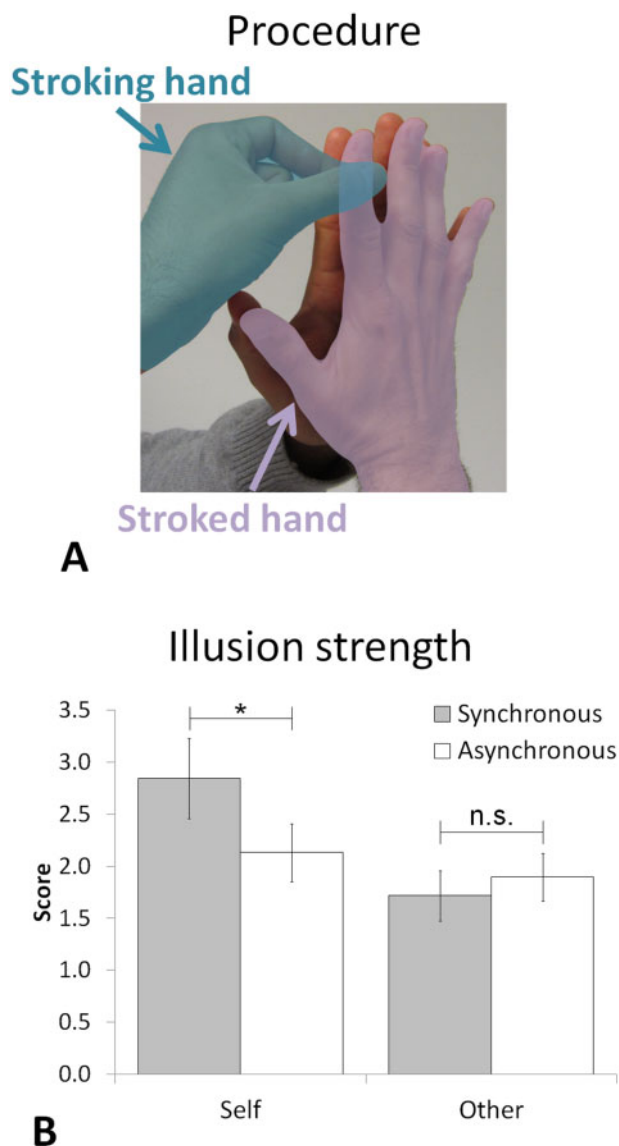 Procedure
Stroking hand
Stroked hand
A
Illusion strength
3.5
3.0
2.5
2.0
1.5
1.0
0.5
0.0
Score
*
n.s.
Synchronous
Asynchronous
Self
Other
B